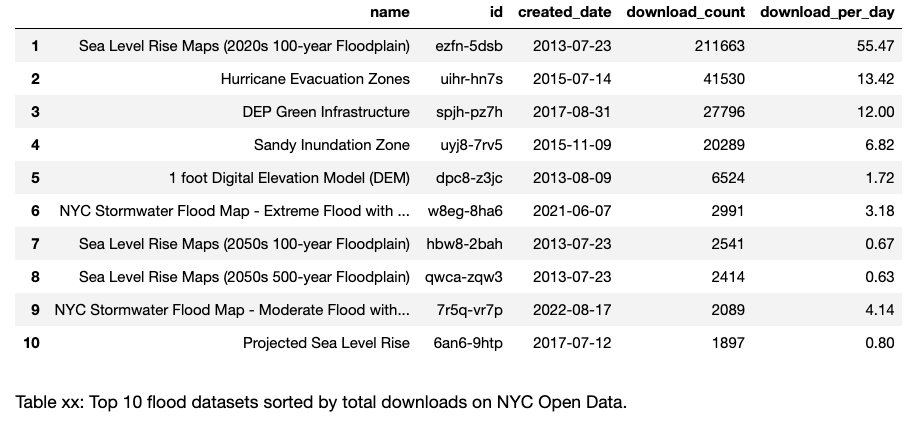 name id created_date download_count download_per_day
1 Sea Level Rise Maps (2020s 100-year Floodplain) ezfn-5dsb 2013-07-23 211663 55.47
2 Hurricane Evacuation Zones uihr-hn7s 2015-07-14 41530 13.42
3 DEP Green Infrastructure spjh-pz7h 2017-08-31 27796 12.00
4 Sandy Inundation Zone uyj8-7rv5 2015-11-09 20289 6.82
5 1 foot Digital Elevation Model (DEM) dpc8-z3jc 2013-08-09 6524 1.72
6 NYC Stormwater Flood Map - Extreme Flood with ... w8eg-8ha6 2021-06-07 2991 3.18
7 Sea Level Rise Maps (2050s 100-year Floodplain) hbw8-2bah 2013-07-23 2541 0.67
8 Sea Level Rise Maps (2050s 500-year Floodplain) qwca-zqw3 2013-07-23 2414 0.63
9 NYC Stormwater Flood Map - Moderate Flood with... 7r5q-vr7p 2022-08-17 2089 4.14
10 Projected Sea Level Rise 6an6-9htp 2017-07-12 1897 0.80
Table xx: Top 10 flood datasets sorted by total downloads on NYC Open Data.